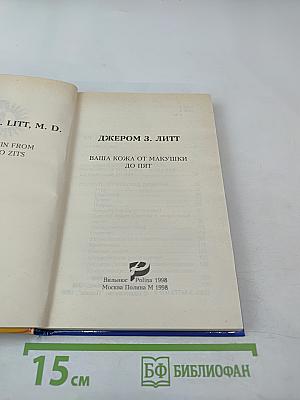 LITT, M. D.
IN FROM
O ZITS
ДЖЕРОМ З. ЛИТТ
ВАША КОЖА ОТ МАКУШКИ
ДО ПЯТ
Вильнюс Polina 1998
Москва Полина М 1998
15 см
БФ БИБЛИОФАН